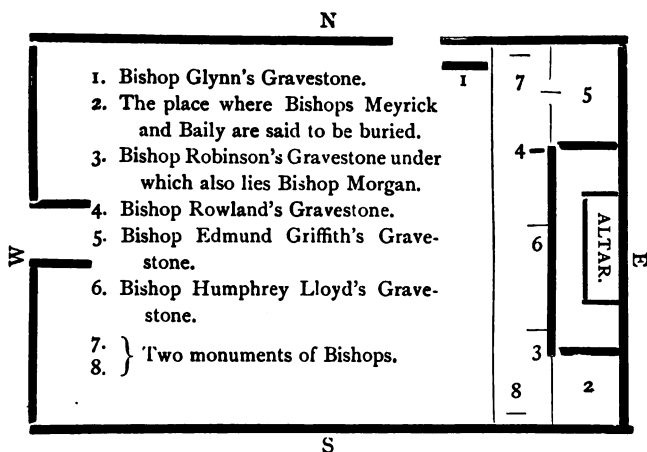 N
1. Bishop Glynn's Gravestone.
2. The place where Bishops Meyrick
and Baily are said to be buried.
3. Bishop Robinson's Gravestone under
which also lies Bishop Morgan.
4. Bishop Rowland's Gravestone.
5. Bishop Edmund Griffith's Grave-
stone.
6. Bishop Humphrey Lloyd's Grave-
stone.
7.
8. } Two monuments of Bishops.
1
7
5
4
6
ALTAR.
W
E
3
8
2
S